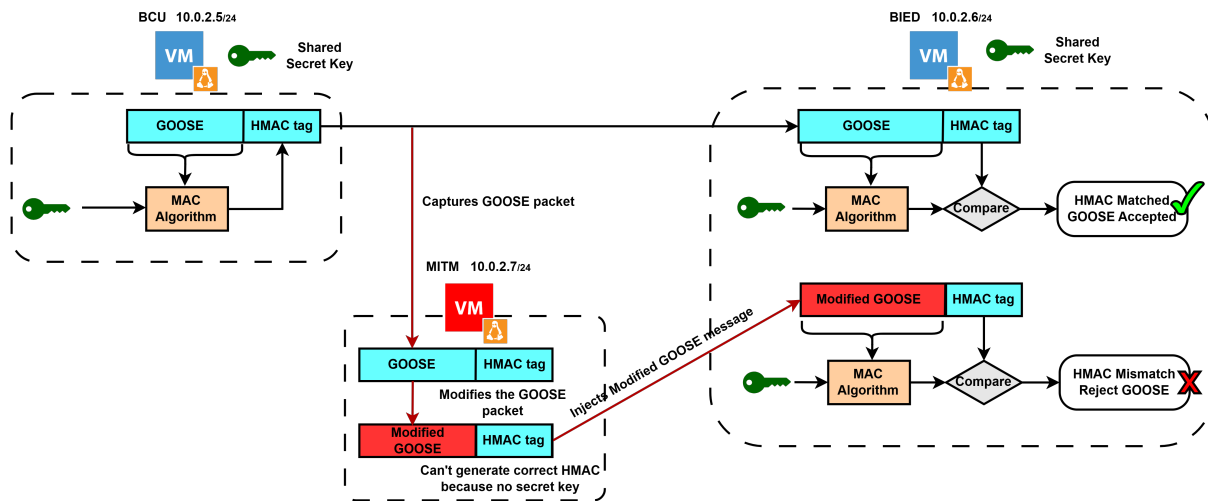 BCU 10.0.2.5/24
VM
Shared
Secret Key
GOOSE
HMAC tag
MAC
Algorithm
Captures GOOSE packet
MITM 10.0.2.7/24
VM
GOOSE
HMAC tag
Modifies the GOOSE
packet
Modified
GOOSE
HMAC tag
Can't generate correct HMAC
because no secret key
Injects Modified GOOSE message
BIED 10.0.2.6/24
VM
Shared
Secret Key
GOOSE
HMAC tag
MAC
Algorithm
Compare
HMAC Matched
GOOSE Accepted
Modified GOOSE
HMAC tag
MAC
Algorithm
Compare
HMAC Mismatch
Reject GOOSE